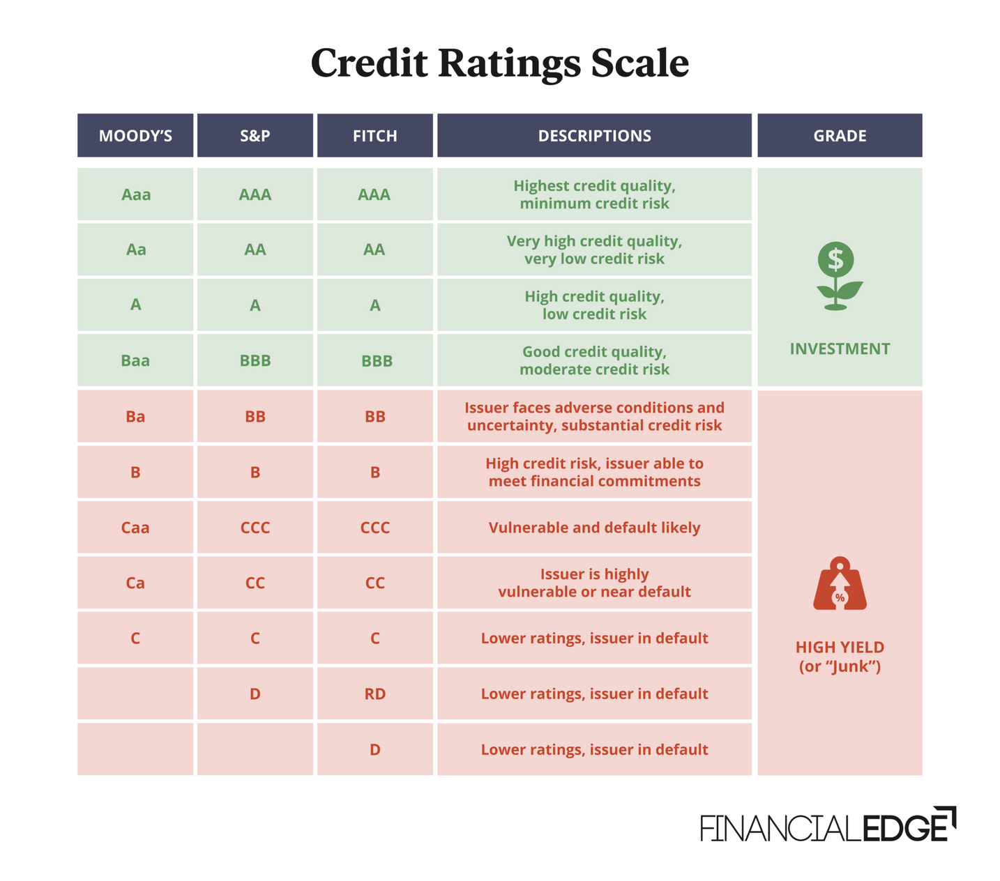 Credit Ratings Scale
MOODY’S S&P FITCH DESCRIPTIONS GRADE
Aaa AAA AAA Highest credit quality,
minimum credit risk
Aa AA AA Very high credit quality,
very low credit risk
A A A High credit quality,
low credit risk
Baa BBB BBB Good credit quality,
moderate credit risk
$
INVESTMENT
Ba BB BB Issuer faces adverse conditions and
uncertainty, substantial credit risk
B B B High credit risk, issuer able to
meet financial commitments
Caa CCC CCC Vulnerable and default likely
Ca CC CC Issuer is highly
vulnerable or near default
C C C Lower ratings, issuer in default
D RD Lower ratings, issuer in default
D Lower ratings, issuer in default
%
HIGH YIELD
(or “Junk”)
FINANCIALEDGE